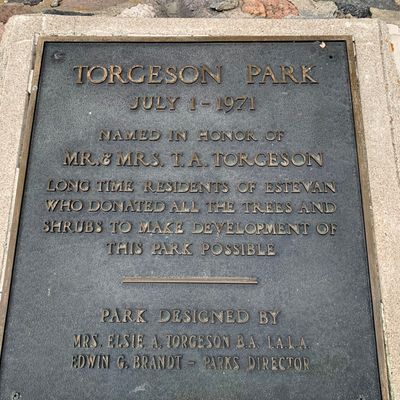 TORGESON PARK
JULY 1 - 1971
NAMED IN HONOR OF
MR. & MRS. T. A. TORGESON
LONG TIME RESIDENTS OF ESTEVAN
WHO DONATED ALL THE TREES AND
SHRUBS TO MAKE DEVELOPMENT OF
THIS PARK POSSIBLE
PARK DESIGNED BY
MRS. ELSIE A. TORGESON B.A. I.A.L.A.
EDWIN G. BRANDT - PARKS DIRECTOR